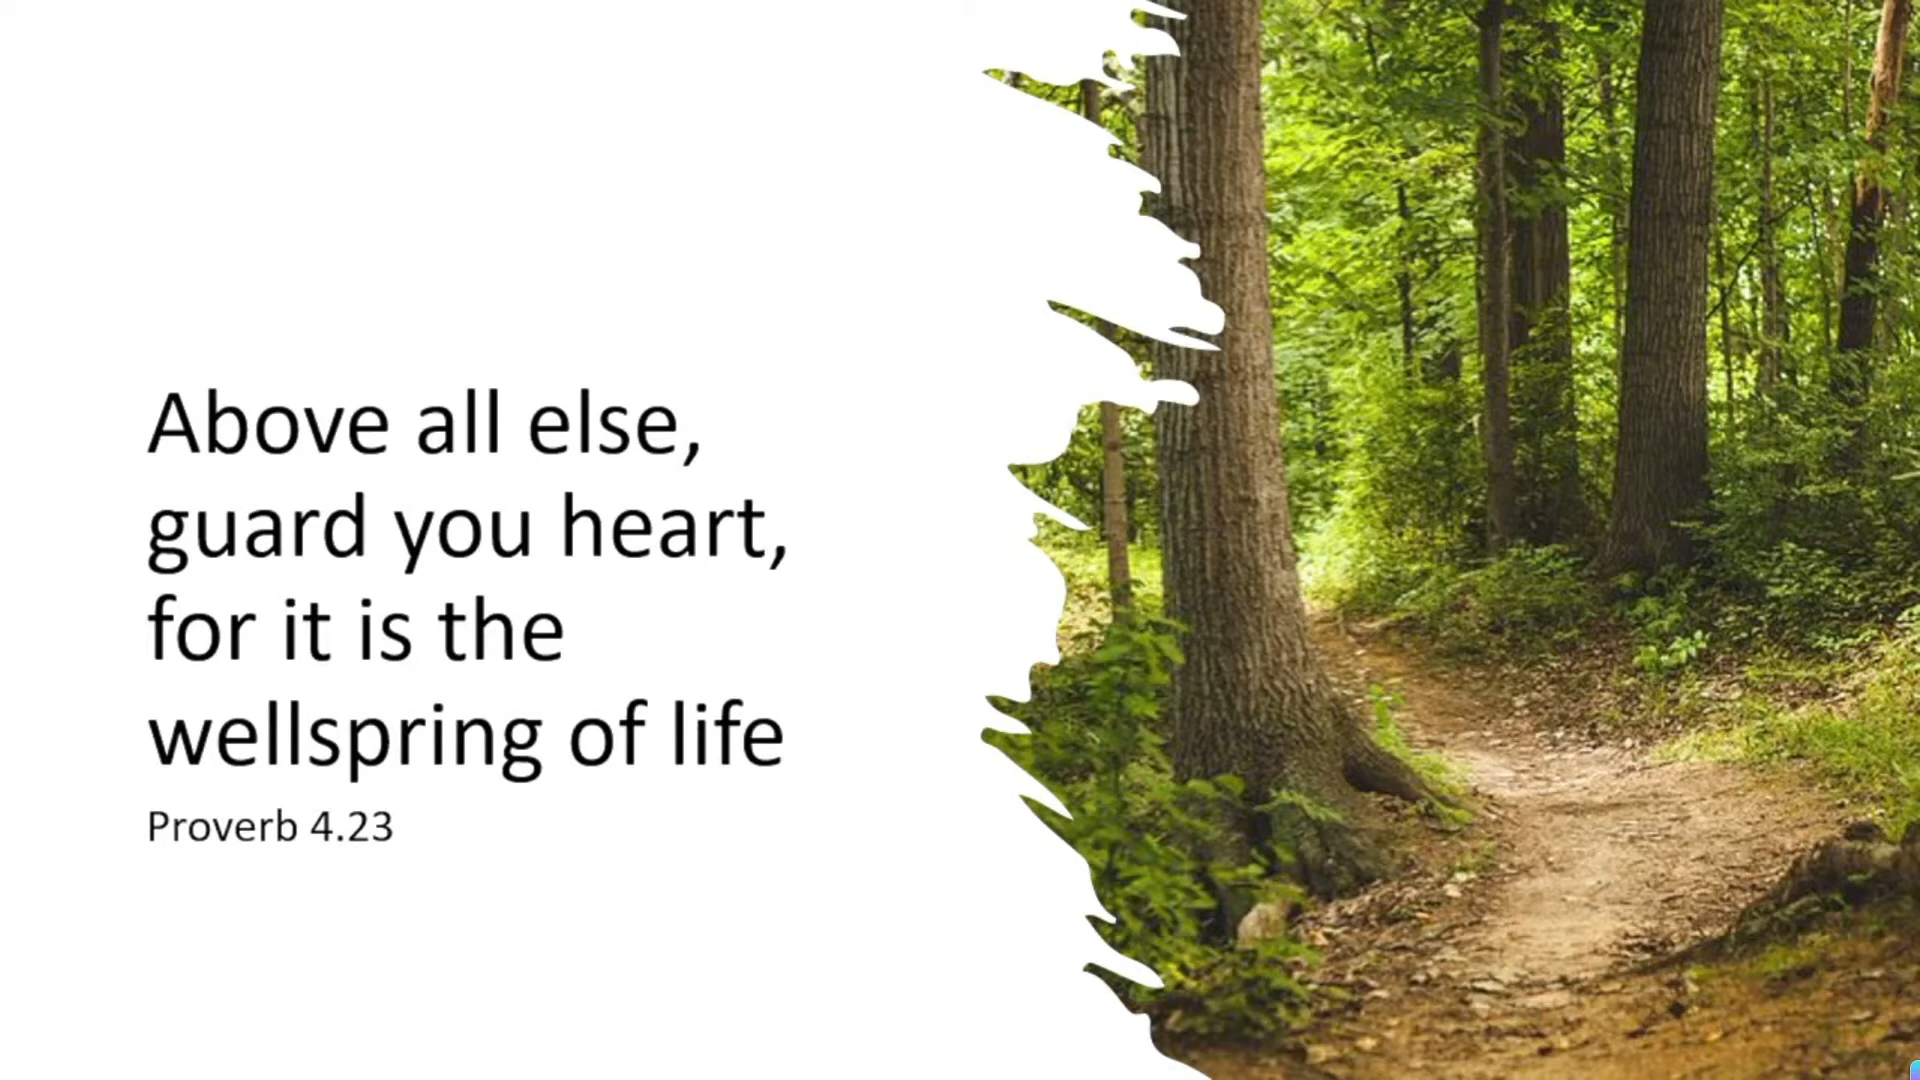 Above all else,
guard you heart,
for it is the
wellspring of life
Proverb 4.23